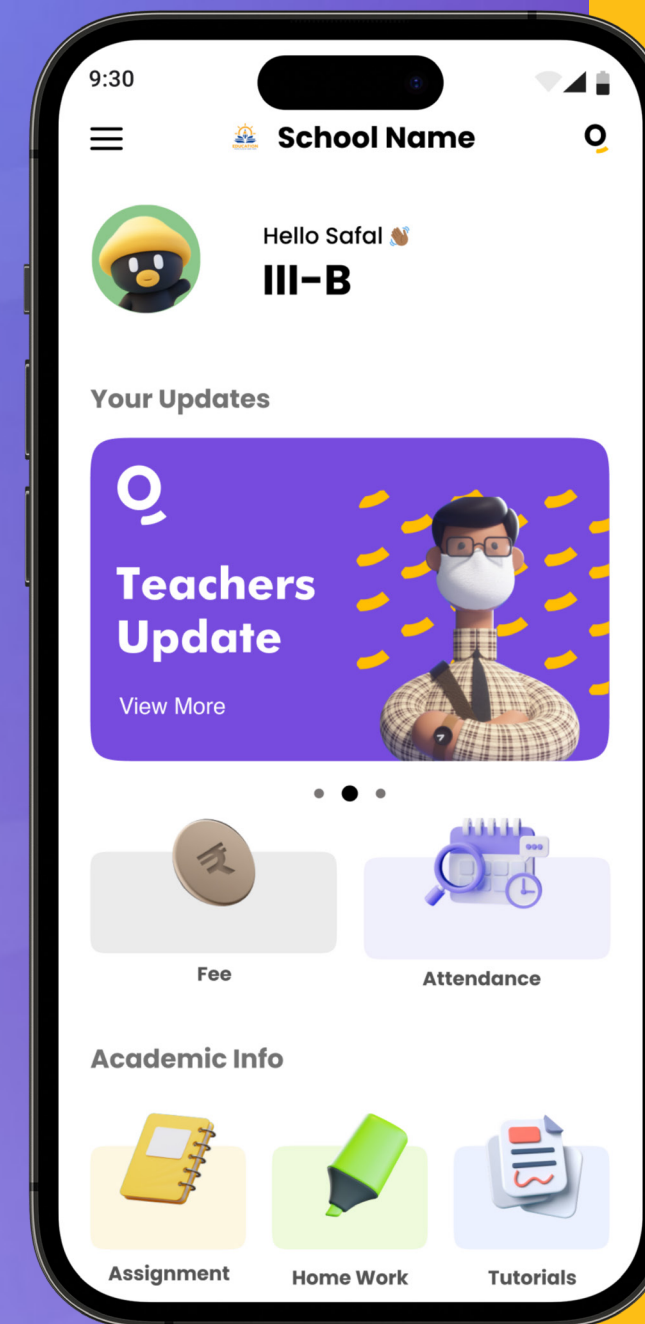 9:30
School Name
Hello Safal 👋🏽
III-B
Your Updates
Teachers
Update
View More
Fee
Attendance
Academic Info
Assignment
Home Work
Tutorials